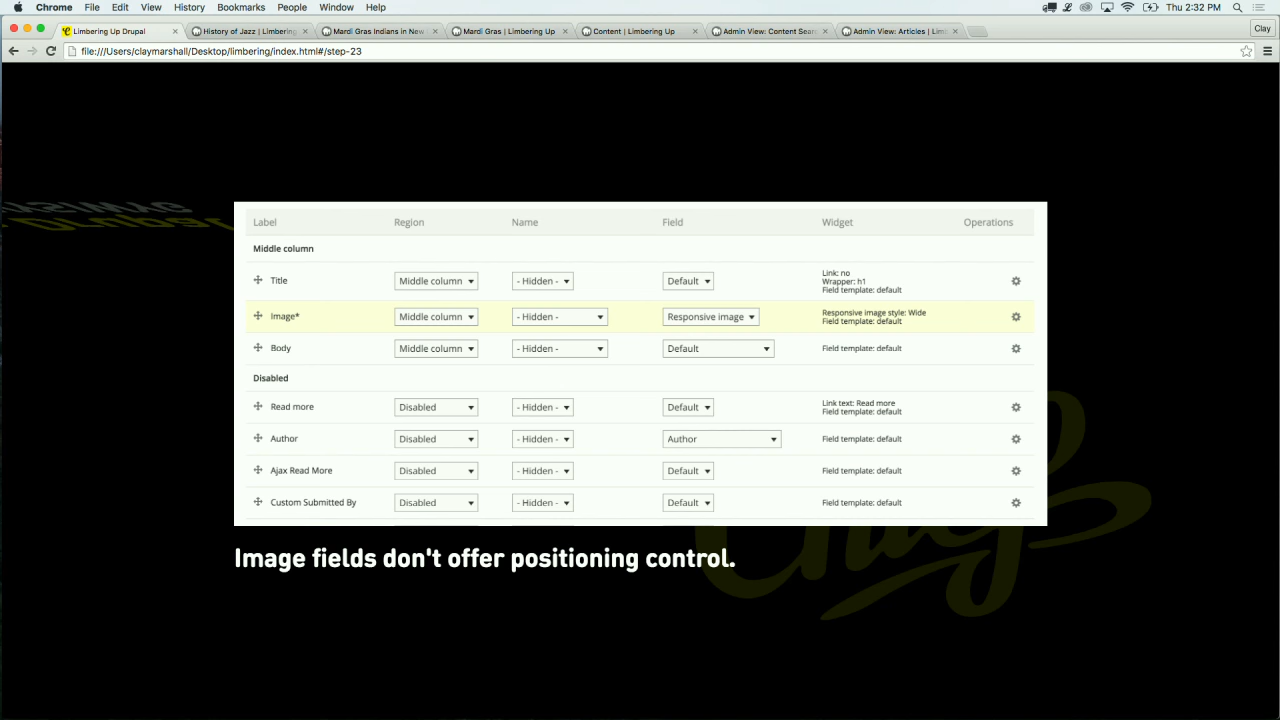 Chrome File Edit View History Bookmarks People Window Help Thu 2:32 PM
Limbering Up Drupal × History of Jazz | Limbering × Mardi Gras Indians in New × Mardi Gras | Limbering Up × Content | Limbering Up × Admin View: Content Sear × Admin View: Articles | Lim × Clay
file:///Users/claymarshall/Desktop/limbering/index.html#/step-23
Label Region Name Field Widget Operations
Middle column
Title Middle column - Hidden - Default Link: no
Wrapper: h1
Field template: default
Image* Middle column - Hidden - Responsive image Responsive image style: Wide
Field template: default
Body Middle column - Hidden - Default Field template: default
Disabled
Read more Disabled - Hidden - Default Link text: Read more
Field template: default
Author Disabled - Hidden - Author Field template: default
Ajax Read More Disabled - Hidden - Default Field template: default
Custom Submitted By Disabled - Hidden - Default Field template: default
Image fields don't offer positioning control.